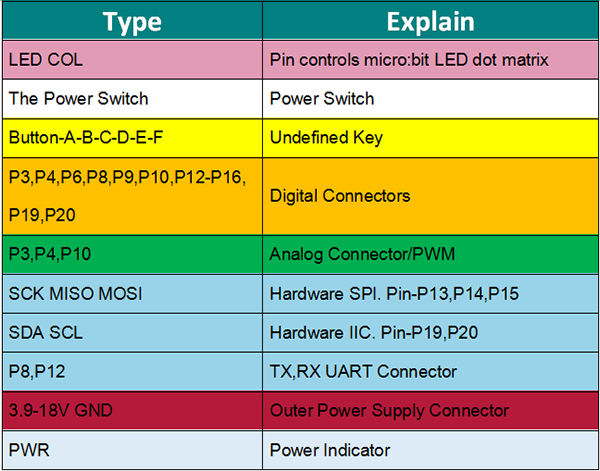 Type Explain
LED COL Pin controls micro:bit LED dot matrix
The Power Switch Power Switch
Button-A-B-C-D-E-F Undefined Key
P3,P4,P6,P8,P9,P10,P12-P16,
P19,P20 Digital Connectors
P3,P4,P10 Analog Connector/PWM
SCK MISO MOSI Hardware SPI. Pin-P13,P14,P15
SDA SCL Hardware IIC. Pin-P19,P20
P8,P12 TX,RX UART Connector
3.9-18V GND Outer Power Supply Connector
PWR Power Indicator